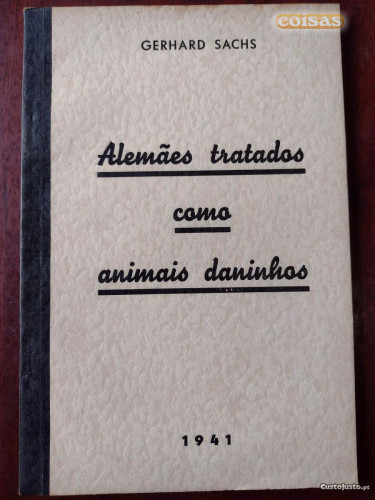 coisas
GERHARD SACHS
Alemães tratados
como
animais daninhos
1941
CustoJusto.pt